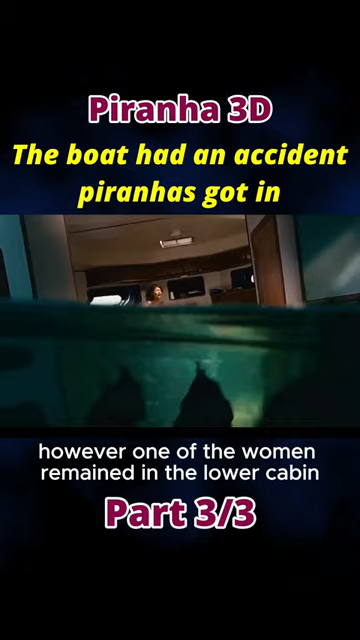 Piranha 3D
The boat had an accident
piranhas got in
however one of the women
remained in the lower cabin
Part 3/3